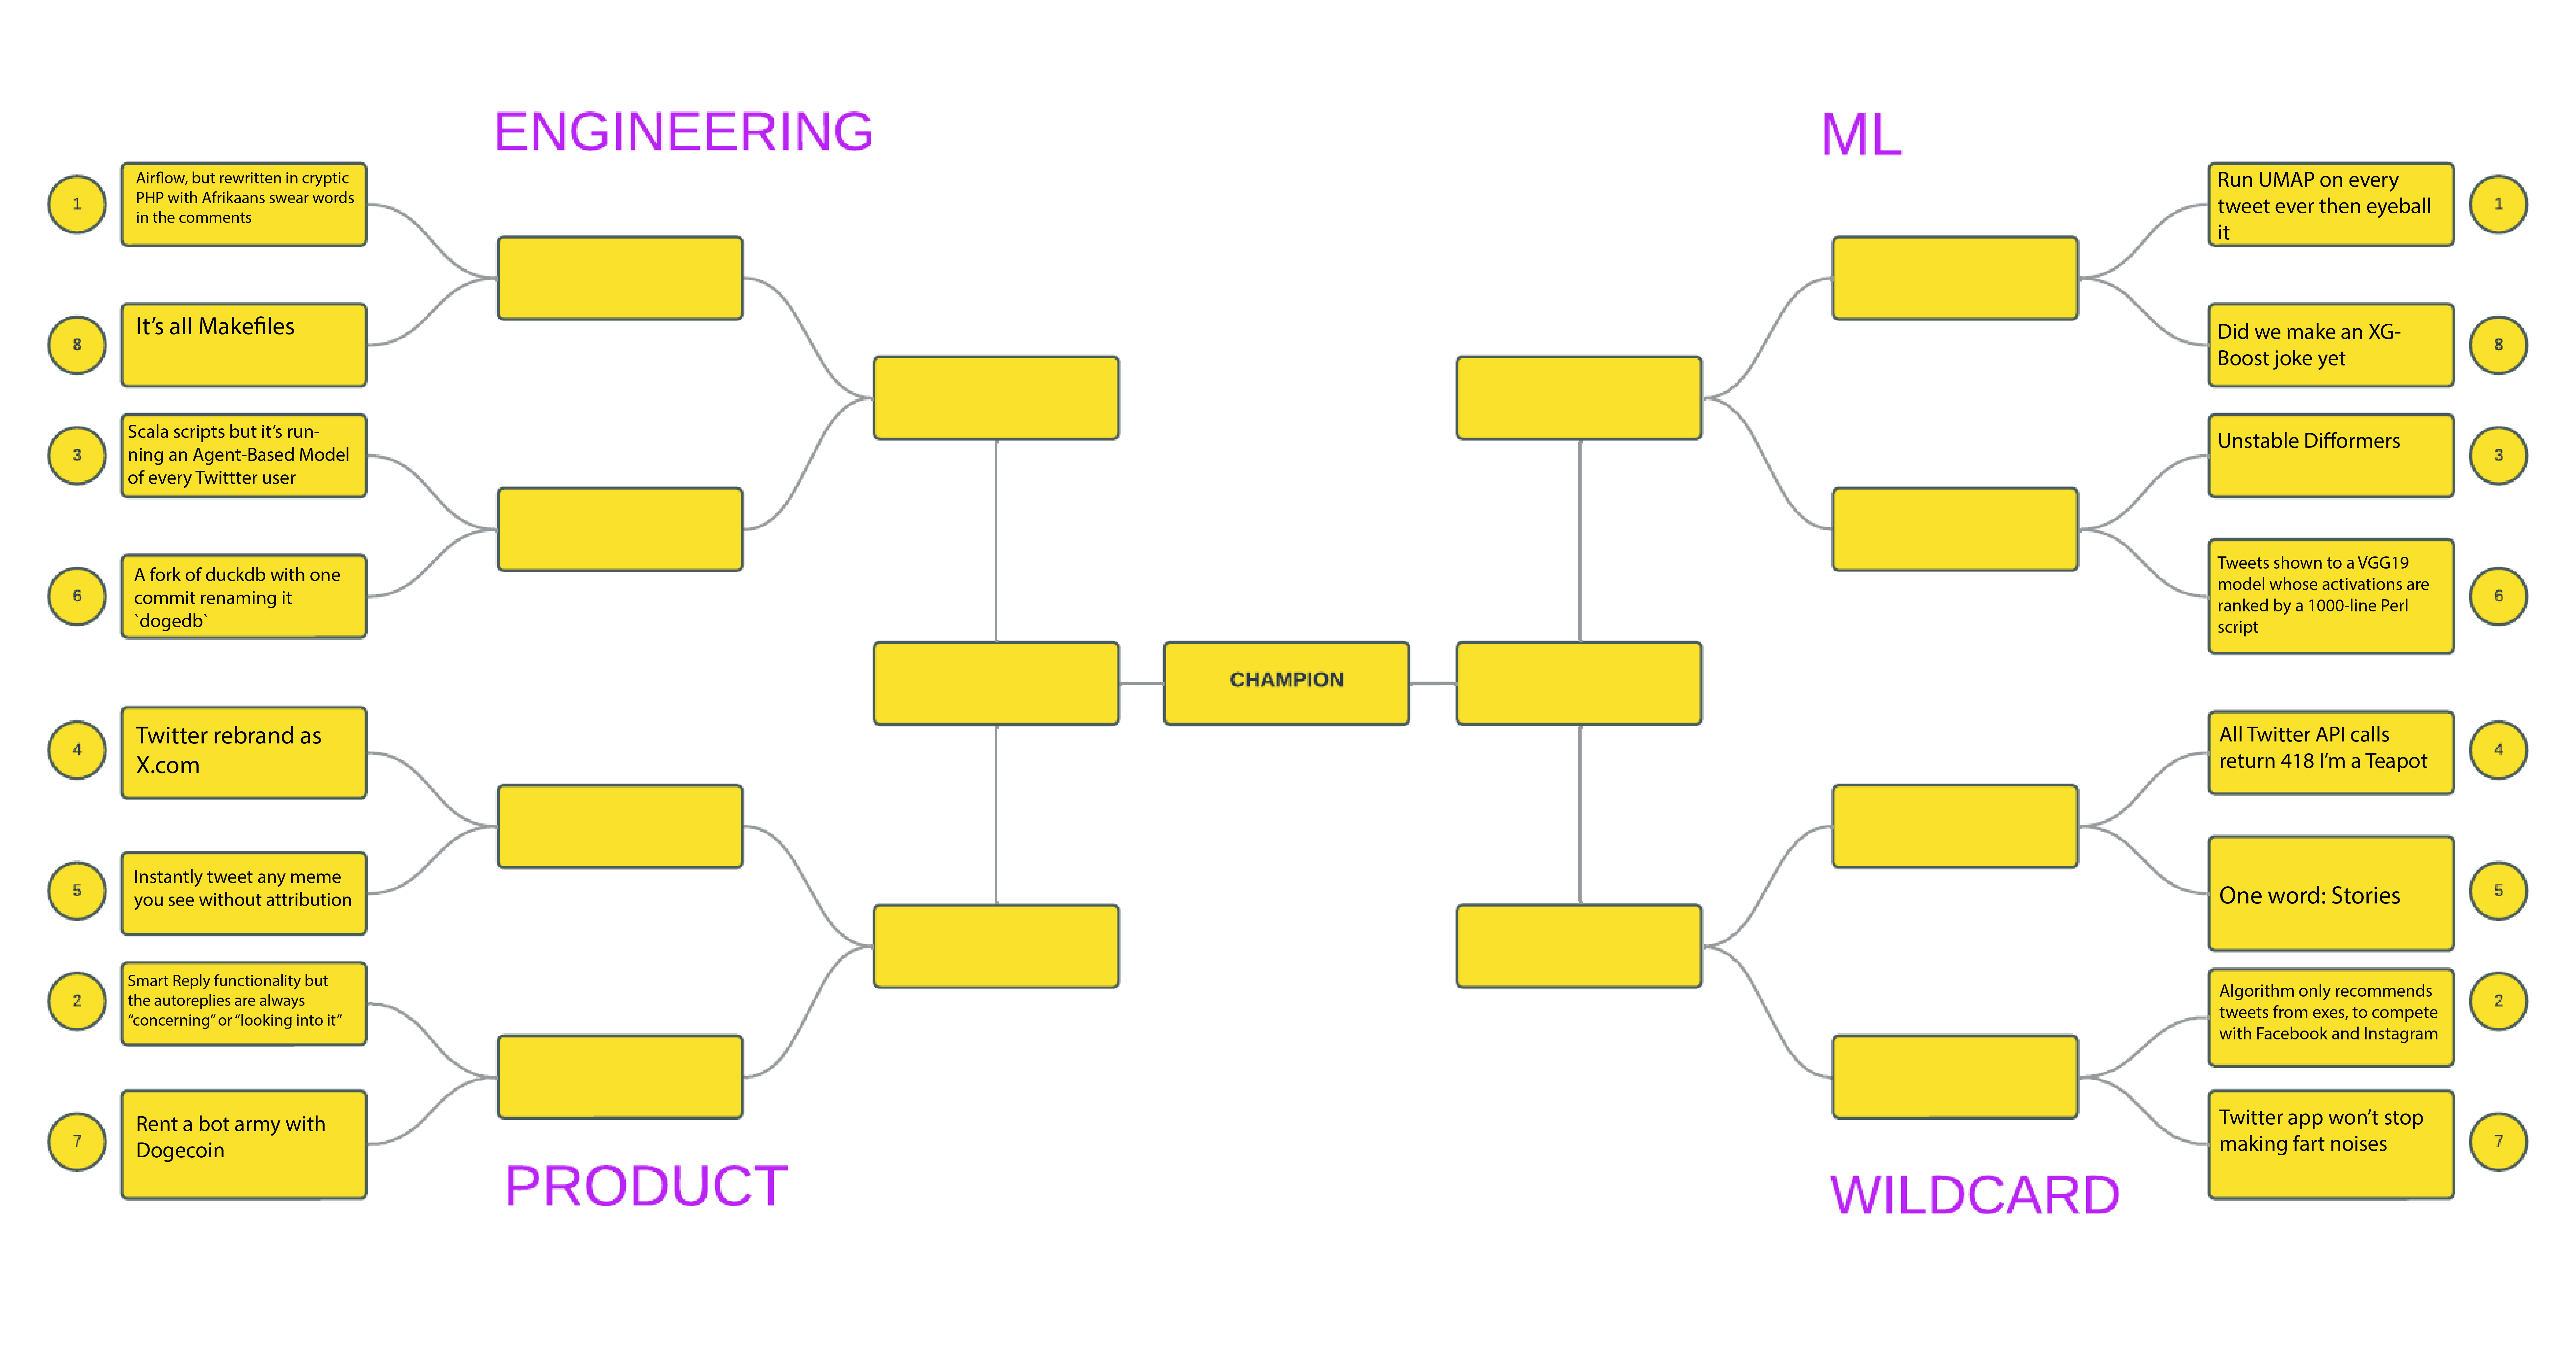 ENGINEERING
1
Airflow, but rewritten in cryptic
PHP with Afrikaans swear words
in the comments
8
It’s all Makefiles
3
Scala scripts but it’s run-
ning an Agent-Based Model
of every Twittter user
6
A fork of duckdb with one
commit renaming it
`dogedb`
4
Twitter rebrand as
X.com
5
Instantly tweet any meme
you see without attribution
2
Smart Reply functionality but
the autoreplies are always
“concerning” or “looking into it”
7
Rent a bot army with
Dogecoin
PRODUCT
CHAMPION
ML
Run UMAP on every
tweet ever then eyeball
it
1
Did we make an XG-
Boost joke yet
8
Unstable Difformers
3
Tweets shown to a VGG19
model whose activations are
ranked by a 1000-line Perl
script
6
All Twitter API calls
return 418 I’m a Teapot
4
One word: Stories
5
Algorithm only recommends
tweets from exes, to compete
with Facebook and Instagram
2
Twitter app won’t stop
making fart noises
7
WILDCARD